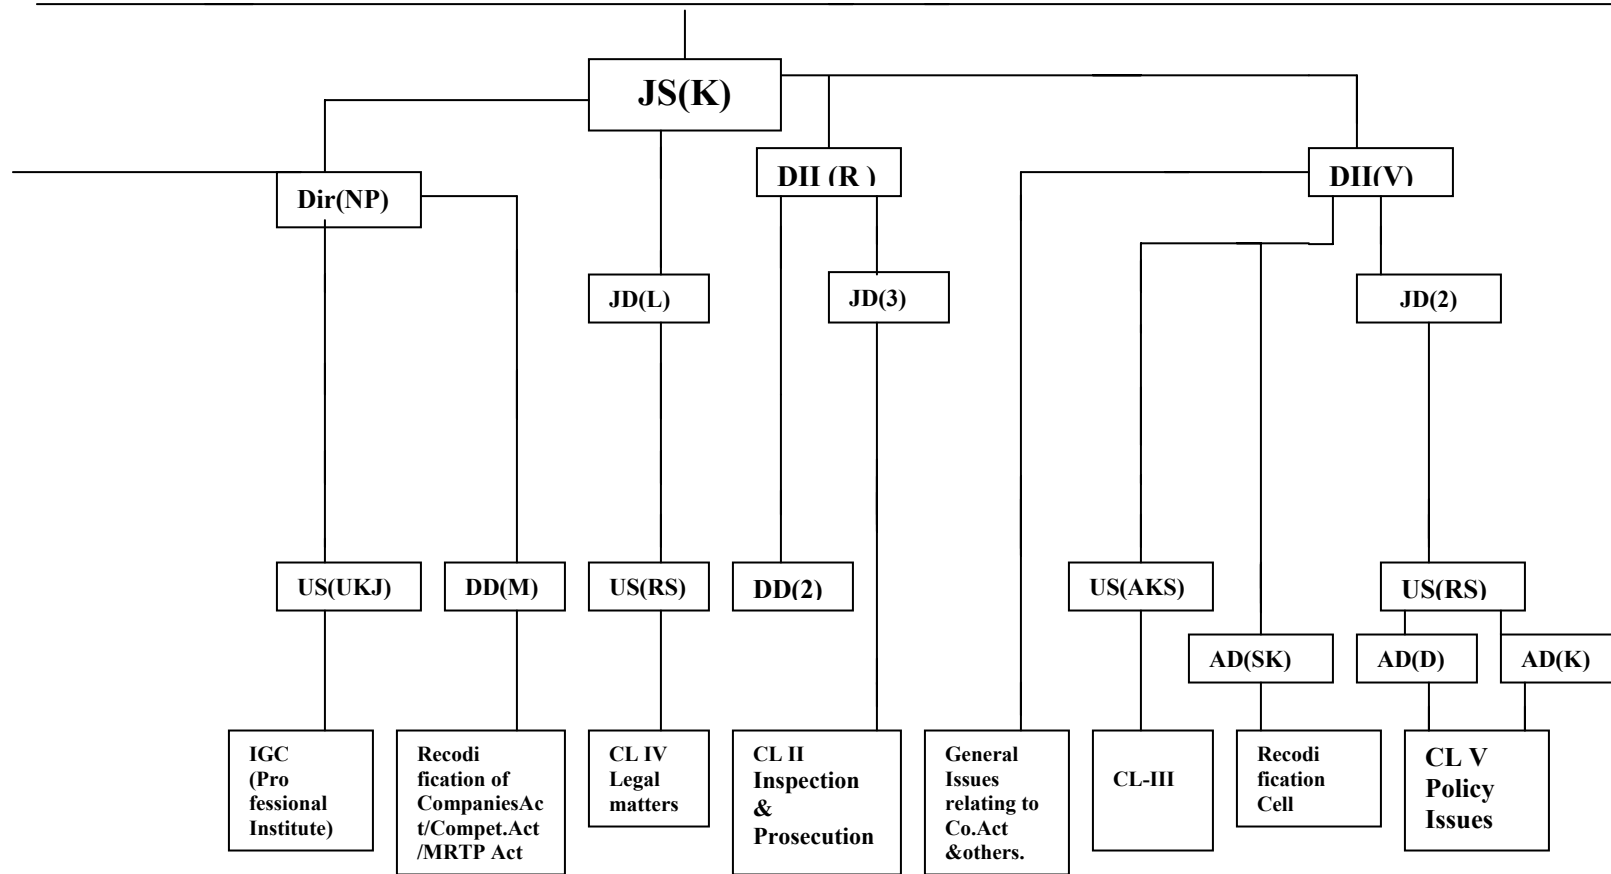 JS(K)
DII (R )
DII(V)
Dir(NP)
JD(L)
JD(3)
JD(2)
US(UKJ)
DD(M)
US(RS)
DD(2)
US(AKS)
US(RS)
AD(SK)
AD(D)
AD(K)
IGC
(Pro
fessional
Institute)
Recodi
fication of
CompaniesAc
t/Compet.Act
/MRTP Act
CL IV
Legal
matters
CL II
Inspection
&
Prosecution
General
Issues
relating to
Co.Act
&others.
CL-III
Recodi
fication
Cell
CL V
Policy
Issues